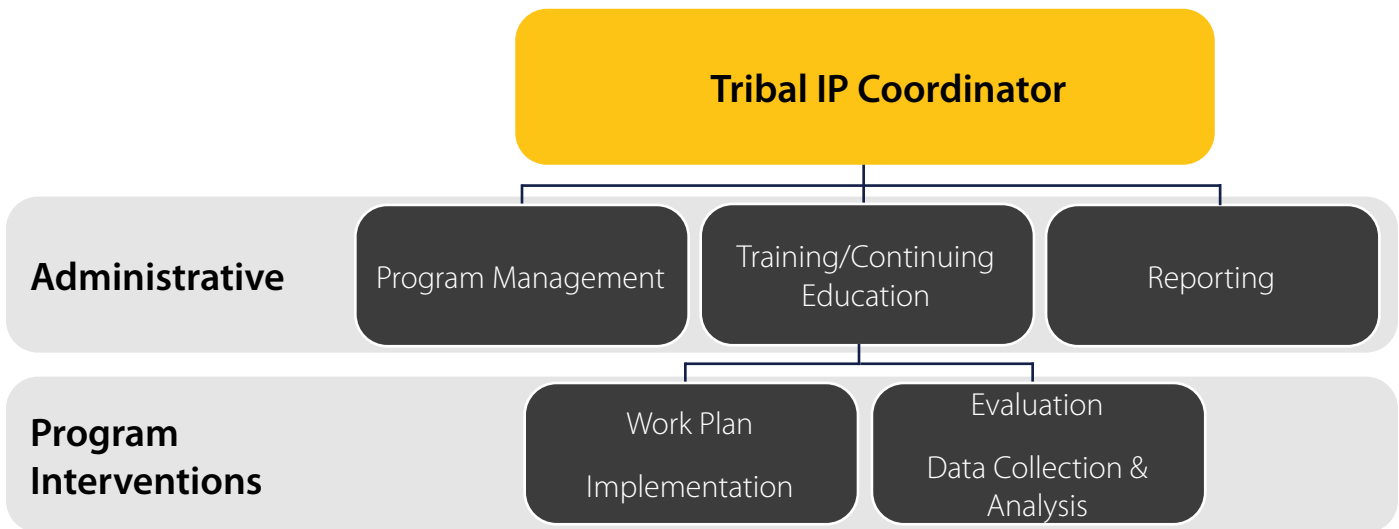 Tribal IP Coordinator
Administrative
Program Management
Training/Continuing
Education
Reporting
Program
Interventions
Work Plan
Implementation
Evaluation
Data Collection &
Analysis